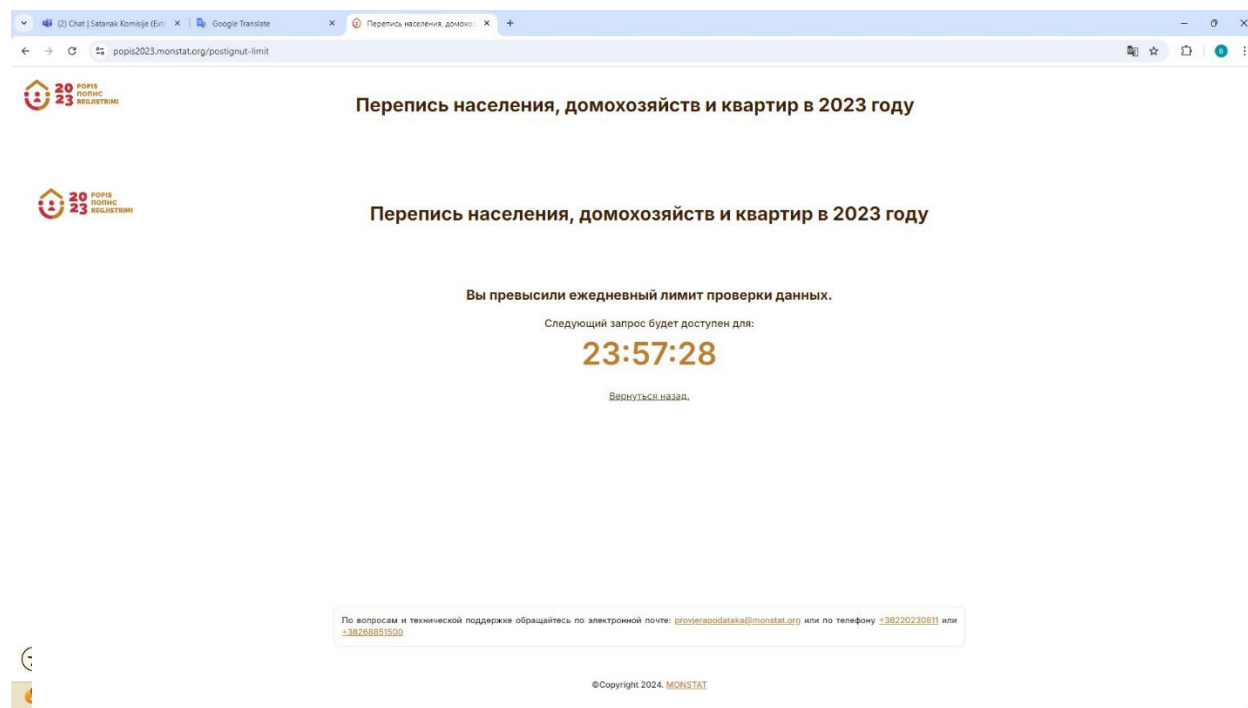 (2) Chat | Satanak Komisije (Ext
Google Translate
Перепись населения, домохоз
popis2023.monstat.org/postignut-limit
20 POPIS
ПОПИС
23 REGJISTRIMI
Перепись населения, домохозяйств и квартир в 2023 году
20 POPIS
ПОПИС
23 REGJISTRIMI
Перепись населения, домохозяйств и квартир в 2023 году
Вы превысили ежедневный лимит проверки данных.
Следующий запрос будет доступен для:
23:57:28
Вернуться назад.
По вопросам и технической поддержке обращайтесь по электронной почте: provjerapodataka@monstat.org или по телефону +38220230811 или
+38268851500
©Copyright 2024. MONSTAT